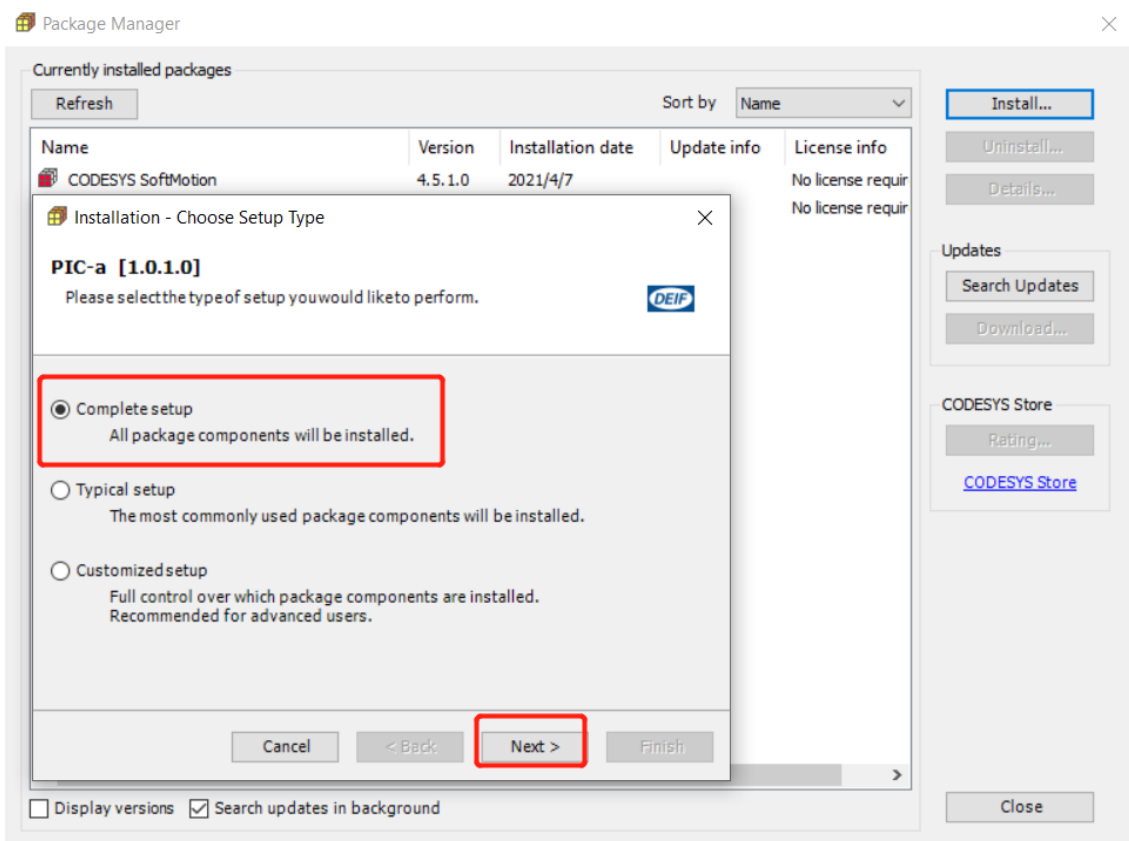 Package Manager
Currently installed packages
Refresh
Sort by Name
Install...
Name Version Installation date Update info License info
Uninstall...
CODESYS SoftMotion 4.5.1.0 2021/4/7 No license requir
Details...
No license requir
Installation - Choose Setup Type
PIC-a [1.0.1.0]
Please select the type of setup you would like to perform.
DEIF
Updates
Search Updates
Download...
Complete setup
All package components will be installed.
CODESYS Store
Rating...
CODESYS Store
Typical setup
The most commonly used package components will be installed.
Customized setup
Full control over which package components are installed.
Recommended for advanced users.
Cancel < Back Next > Finish
Display versions Search updates in background
Close